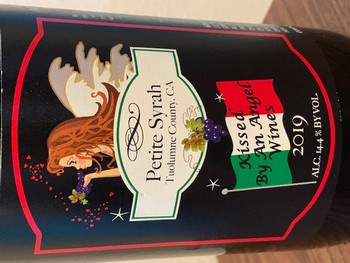 Petite Syrah
Tuolumne County, CA
Kissed
By An Angel
Wines
2019
ALC. 14.4 % BY VOL.